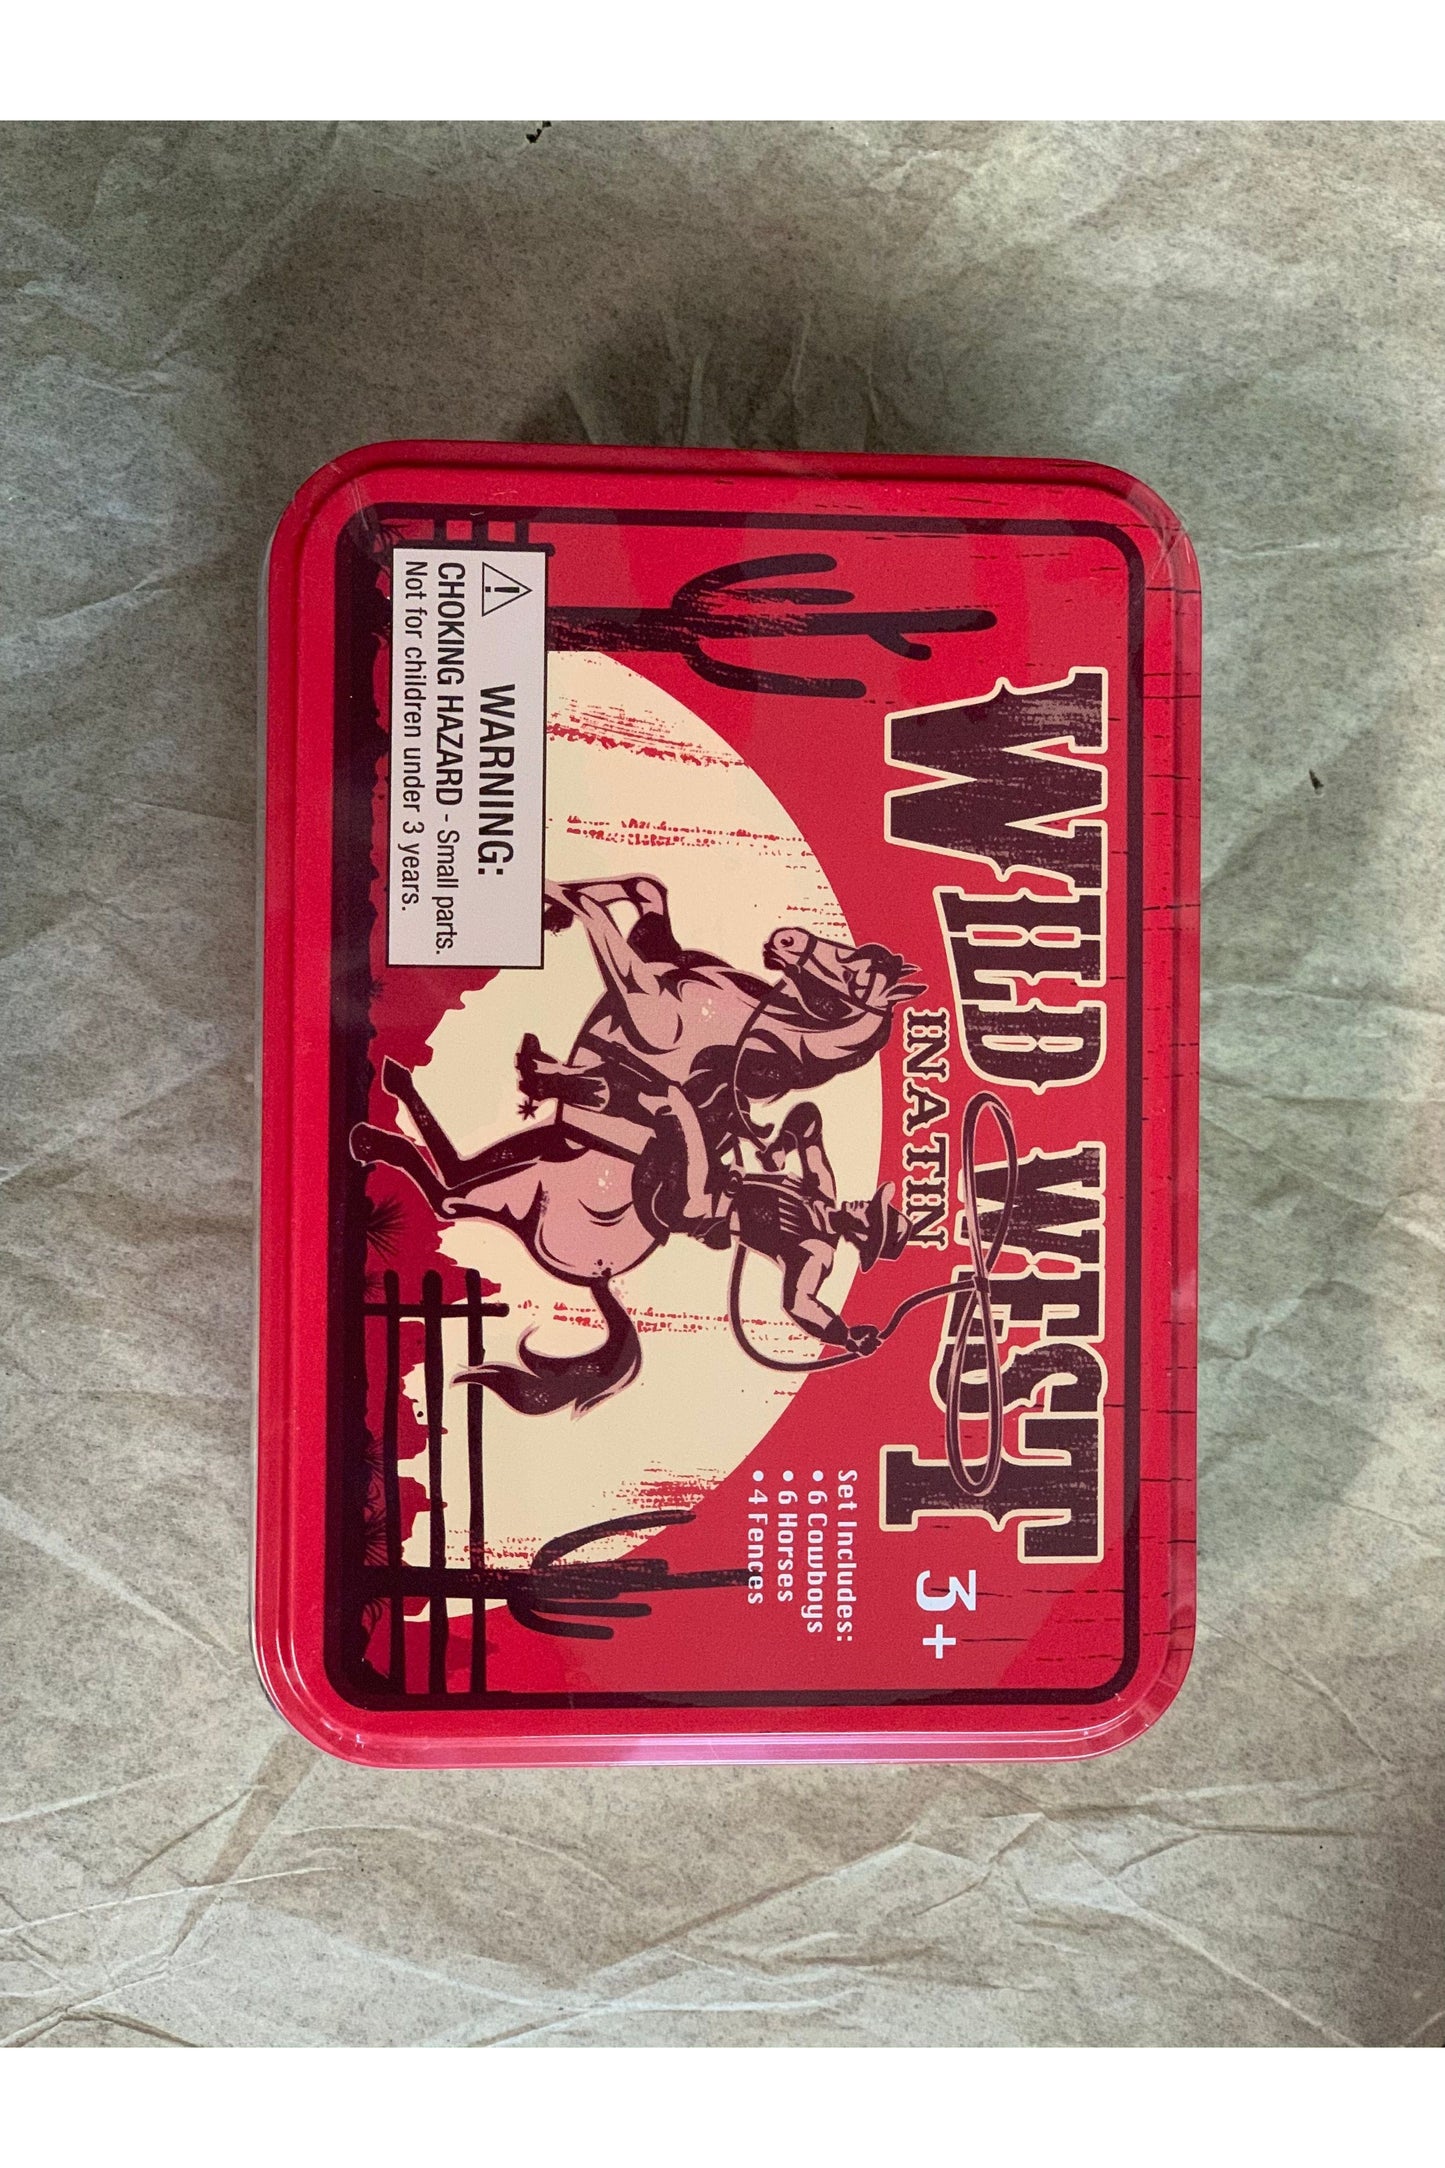 WILD WEST
IN A TIN
3+
Set Includes:
• 6 Cowboys
• 6 Horses
• 4 Fences
WARNING:
CHOKING HAZARD - Small parts.
Not for children under 3 years.